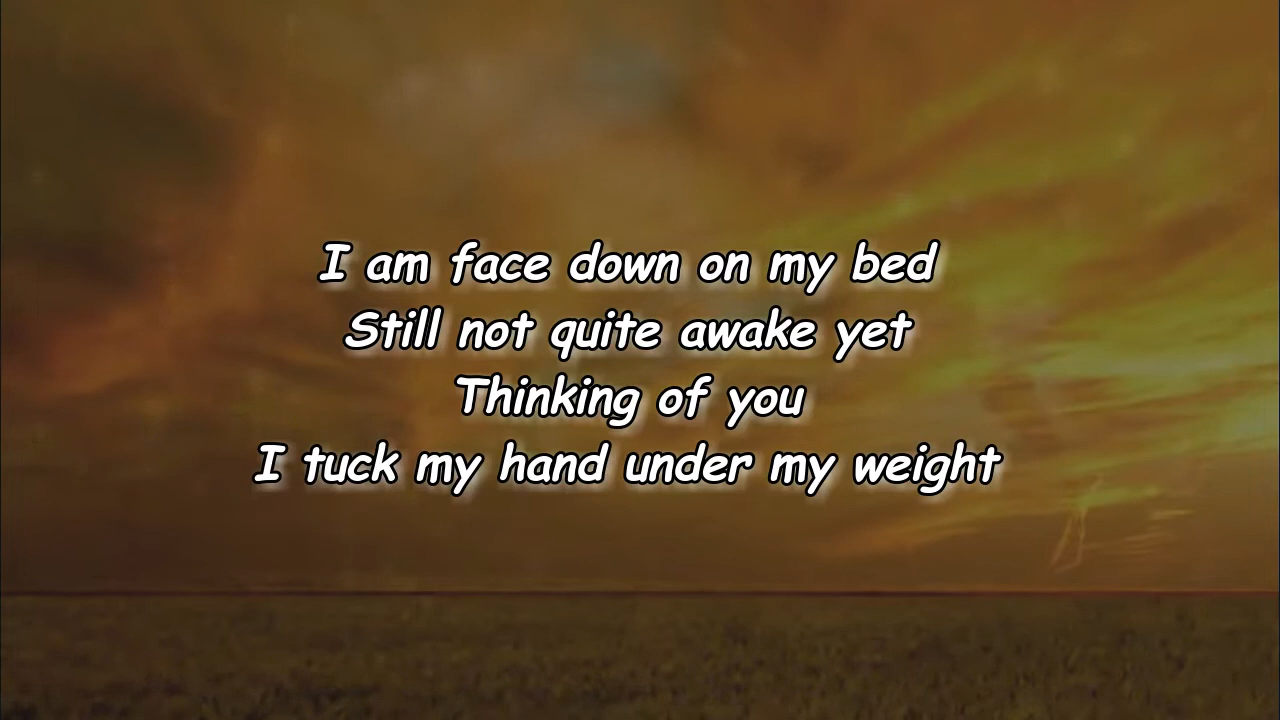 I am face down on my bed
Still not quite awake yet
Thinking of you
I tuck my hand under my weight